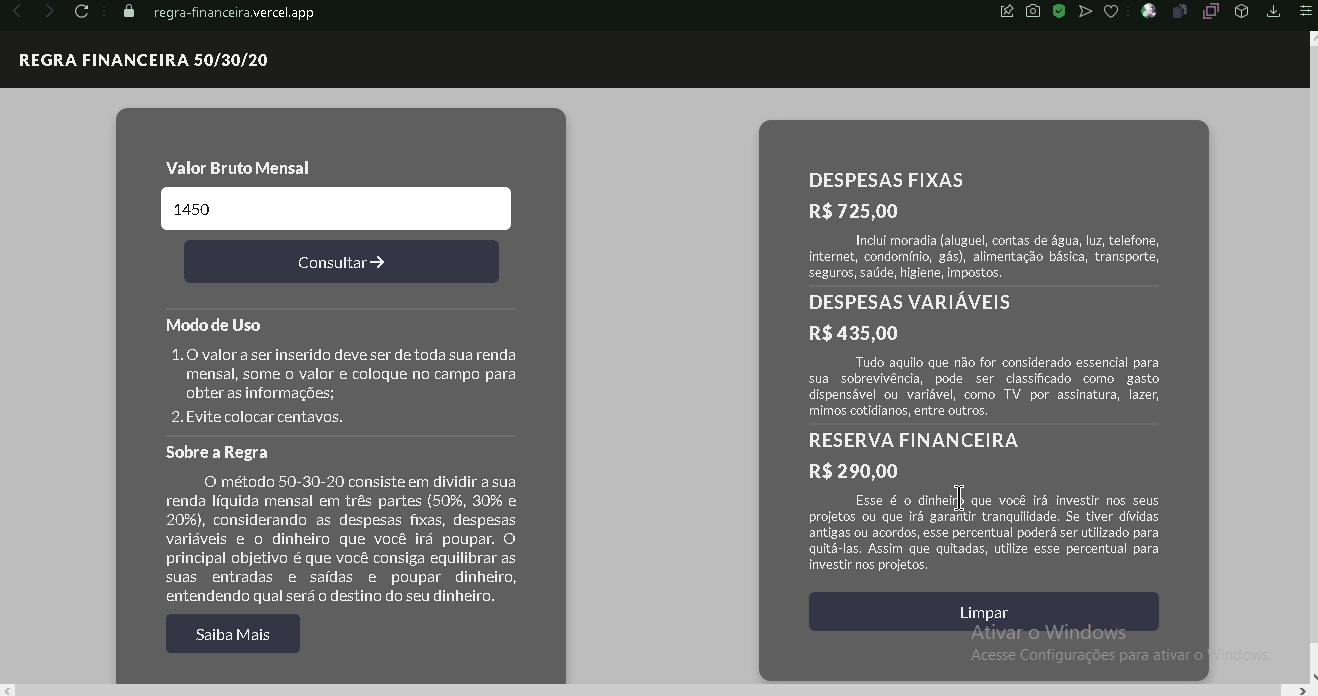 regra-financeira.vercel.app
REGRA FINANCEIRA 50/30/20
Valor Bruto Mensal
1450
Consultar
Modo de Uso
1. O valor a ser inserido deve ser de toda sua renda
mensal, some o valor e coloque no campo para
obter as informações;
2. Evite colocar centavos.
Sobre a Regra
O método 50-30-20 consiste em dividir a sua
renda líquida mensal em três partes (50%, 30% e
20%), considerando as despesas fixas, despesas
variáveis e o dinheiro que você irá poupar. O
principal objetivo é que você consiga equilibrar as
suas entradas e saídas e poupar dinheiro,
entendendo qual será o destino do seu dinheiro.
Saiba Mais
DESPESAS FIXAS
R$ 725,00
Inclui moradia (aluguel, contas de água, luz, telefone,
internet, condomínio, gás), alimentação básica, transporte,
seguros, saúde, higiene, impostos.
DESPESAS VARIÁVEIS
R$ 435,00
Tudo aquilo que não for considerado essencial para
sua sobrevivência, pode ser classificado como gasto
dispensável ou variável, como TV por assinatura, lazer,
mimos cotidianos, entre outros.
RESERVA FINANCEIRA
R$ 290,00
Esse é o dinheiro que você irá investir nos seus
projetos ou que irá garantir tranquilidade. Se tiver dívidas
antigas ou acordos, esse percentual poderá ser utilizado para
quitá-las. Assim que quitadas, utilize esse percentual para
investir nos projetos.
Limpar
Ativar o Windows
Acesse Configurações para ativar o Windows.